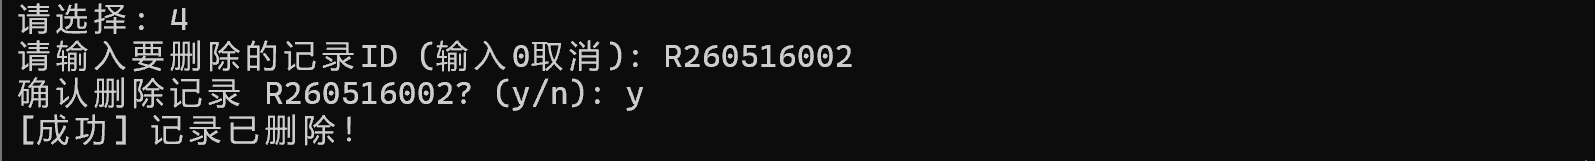 请选择: 4
请输入要删除的记录ID (输入0取消): R260516002
确认删除记录 R260516002? (y/n): y
[成功] 记录已删除!